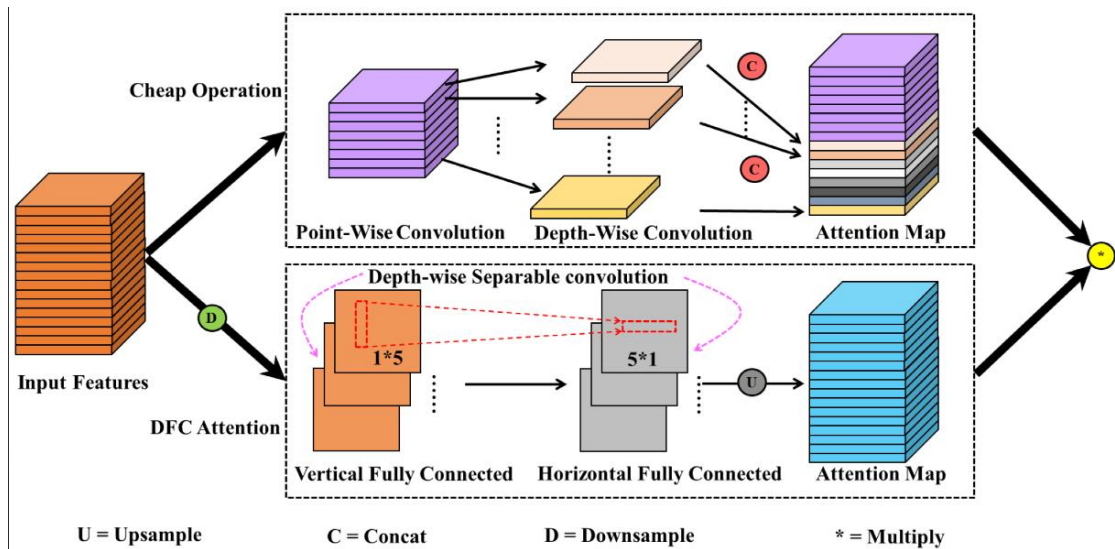 Cheap Operation
C
C
Point-Wise Convolution
Depth-Wise Convolution
Attention Map
*
Input Features
D
Depth-wise Separable convolution
1*5
5*1
U
DFC Attention
Vertical Fully Connected
Horizontal Fully Connected
Attention Map
U = Upsample
C = Concat
D = Downsample
* = Multiply